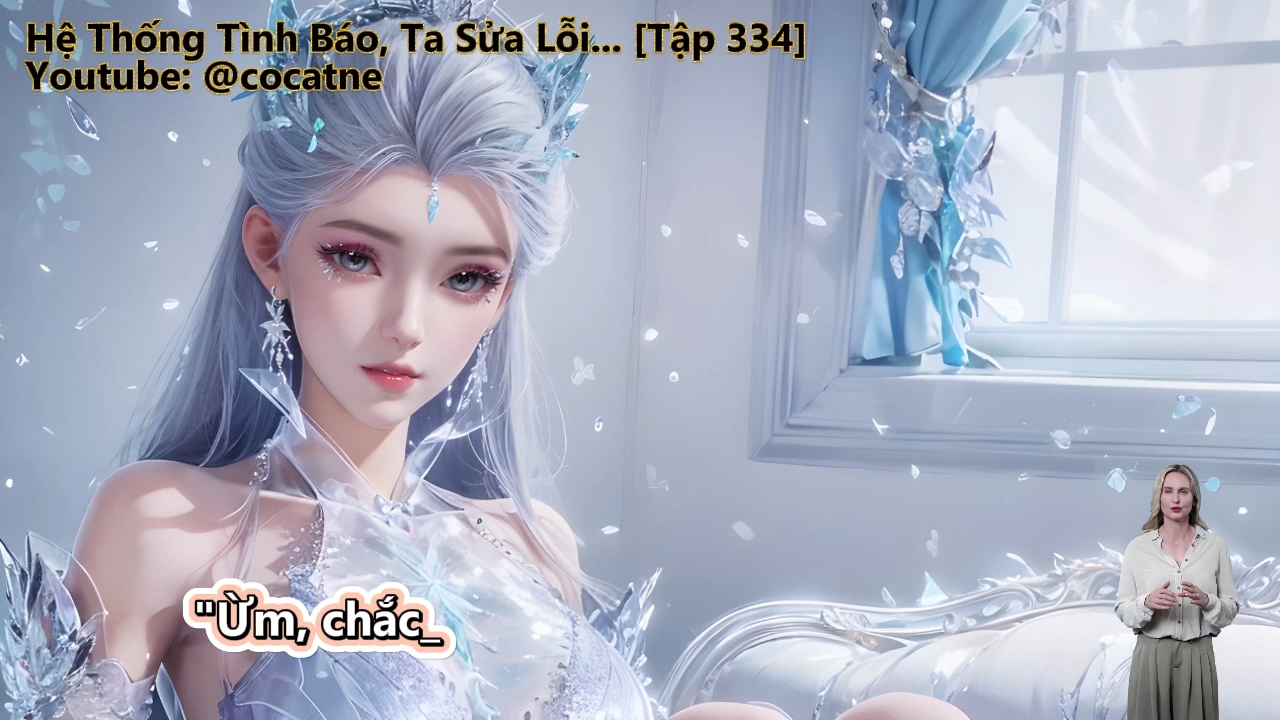 Hệ Thống Tình Báo, Ta Sửa Lỗi... [Tập 334]
Youtube: @cocatne
"Ừm, chắc_